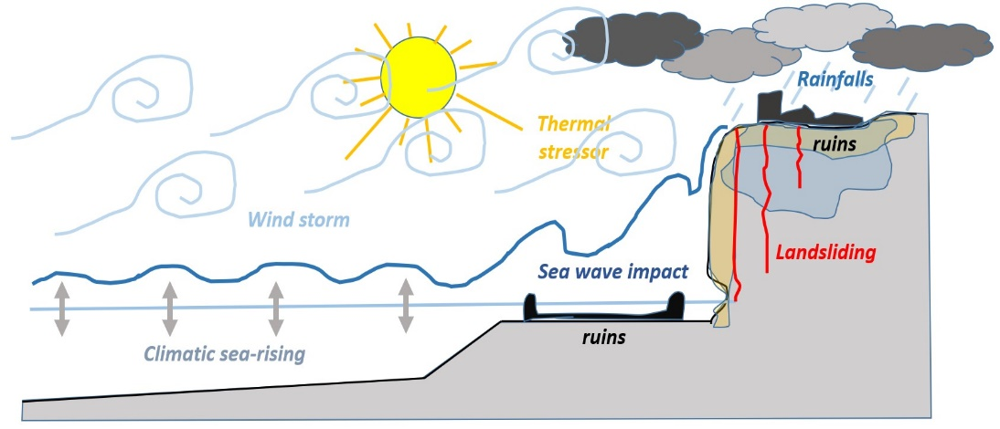 Rainfalls
Thermal
stressor
ruins
Wind storm
Landsliding
Sea wave impact
ruins
Climatic sea-rising